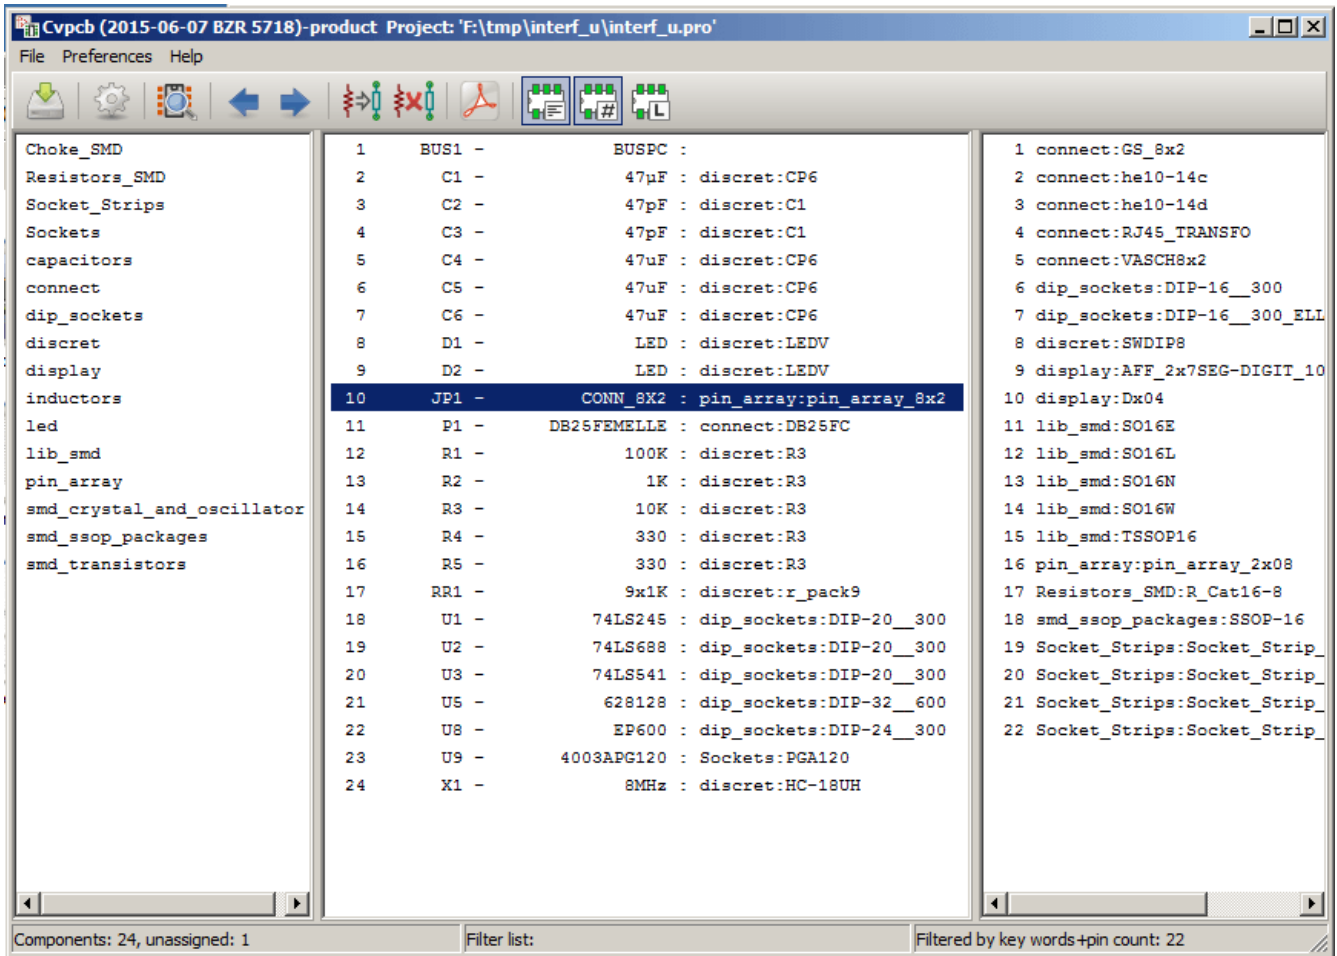 Cvpcb (2015-06-07 BZR 5718)-product Project: 'F:\tmp\interf_u\interf_u.pro'
File Preferences Help
Choke_SMD
Resistors_SMD
Socket_Strips
Sockets
capacitors
connect
dip_sockets
discret
display
inductors
led
lib_smd
pin_array
smd_crystal_and_oscillator
smd_ssop_packages
smd_transistors
1 BUS1 - BUSPC :
2 C1 - 47µF : discret:CP6
3 C2 - 47pF : discret:C1
4 C3 - 47pF : discret:C1
5 C4 - 47uF : discret:CP6
6 C5 - 47uF : discret:CP6
7 C6 - 47uF : discret:CP6
8 D1 - LED : discret:LEDV
9 D2 - LED : discret:LEDV
10 JP1 - CONN_8X2 : pin_array:pin_array_8x2
11 P1 - DB25FEMELLE : connect:DB25FC
12 R1 - 100K : discret:R3
13 R2 - 1K : discret:R3
14 R3 - 10K : discret:R3
15 R4 - 330 : discret:R3
16 R5 - 330 : discret:R3
17 RR1 - 9x1K : discret:r_pack9
18 U1 - 74LS245 : dip_sockets:DIP-20__300
19 U2 - 74LS688 : dip_sockets:DIP-20__300
20 U3 - 74LS541 : dip_sockets:DIP-20__300
21 U5 - 628128 : dip_sockets:DIP-32__600
22 U8 - EP600 : dip_sockets:DIP-24__300
23 U9 - 4003APG120 : Sockets:PGA120
24 X1 - 8MHz : discret:HC-18UH
1 connect:GS_8x2
2 connect:he10-14c
3 connect:he10-14d
4 connect:RJ45_TRANSFO
5 connect:VASCH8x2
6 dip_sockets:DIP-16__300
7 dip_sockets:DIP-16__300_ELL
8 discret:SWDIP8
9 display:AFF_2x7SEG-DIGIT_10
10 display:Dx04
11 lib_smd:SO16E
12 lib_smd:SO16L
13 lib_smd:SO16N
14 lib_smd:SO16W
15 lib_smd:TSSOP16
16 pin_array:pin_array_2x08
17 Resistors_SMD:R_Cat16-8
18 smd_ssop_packages:SSOP-16
19 Socket_Strips:Socket_Strip_
20 Socket_Strips:Socket_Strip_
21 Socket_Strips:Socket_Strip_
22 Socket_Strips:Socket_Strip_
Components: 24, unassigned: 1
Filter list:
Filtered by key words+pin count: 22